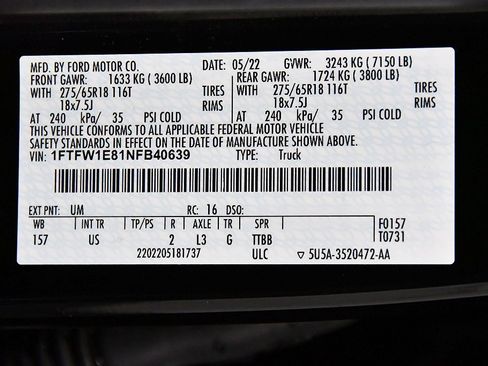 MFD. BY FORD MOTOR CO. DATE: 05/22 GVWR: 3243 KG ( 7150 LB)
FRONT GAWR: 1633 KG ( 3600 LB) REAR GAWR: 1724 KG ( 3800 LB)
WITH 275/65R18 116T TIRES WITH 275/65R18 116T TIRES
18x7.5J RIMS 18x7.5J RIMS
AT 240 kPa/ 35 PSI COLD AT 240 kPa/ 35 PSI COLD
THIS VEHICLE CONFORMS TO ALL APPLICABLE FEDERAL MOTOR VEHICLE
SAFETY STANDARDS IN EFFECT ON THE DATE OF MANUFACTURE SHOWN ABOVE.
VIN: 1FTFW1E81NFB40639 TYPE: Truck
EXT PNT: UM RC: 16 DSO:
WB INT TR TP/PS R AXLE TR SPR F0157
157 US 2 L3 G TTBB T0731
2202205181737 ULC ▽ 5U5A-3520472-AA